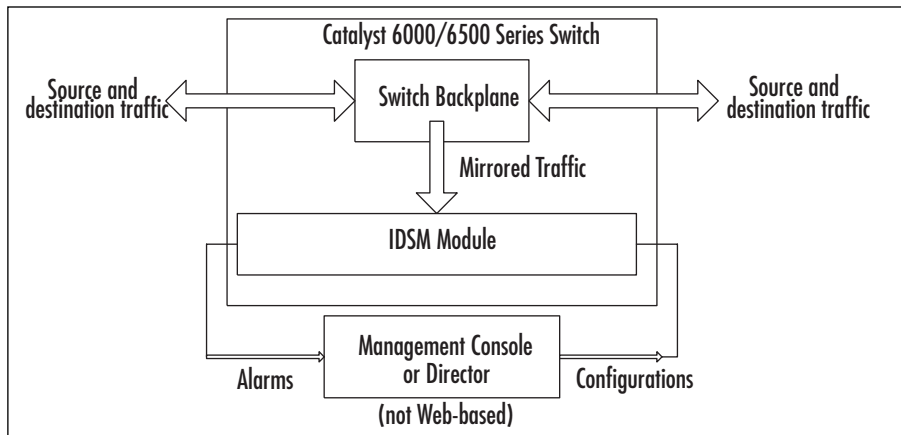 Catalyst 6000/6500 Series Switch
Source and
destination traffic
Switch Backplane
Source and
destination traffic
Mirrored Traffic
IDSM Module
Management Console
or Director
Alarms
Configurations
(not Web-based)